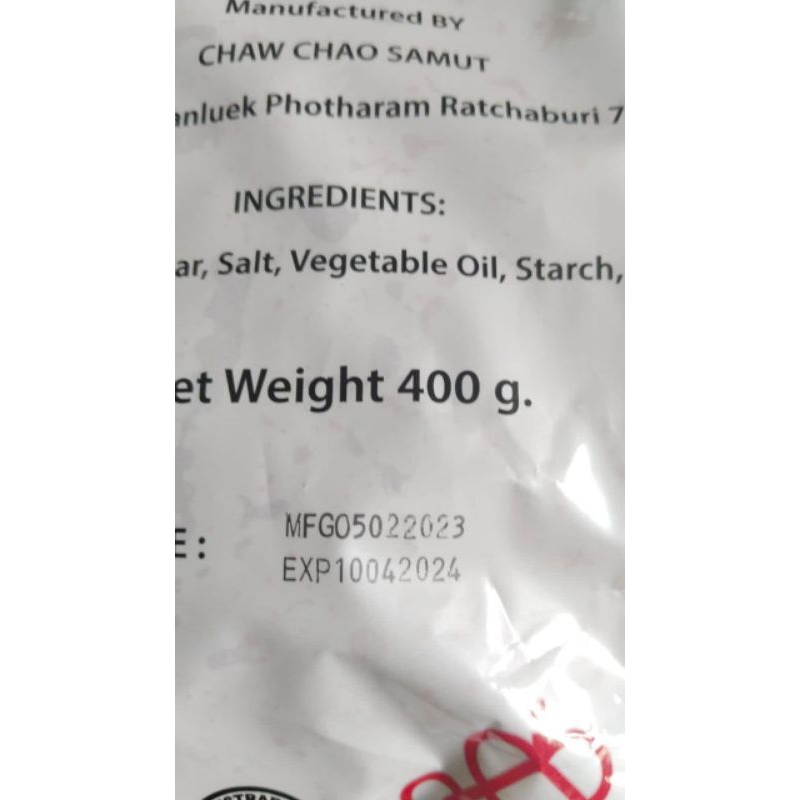 Manufactured BY
CHAW CHAO SAMUT
anluek Photharam Ratchaburi 7
INGREDIENTS:
ar, Salt, Vegetable Oil, Starch,
et Weight 400 g.
E :
MFG05022023
EXP10042024